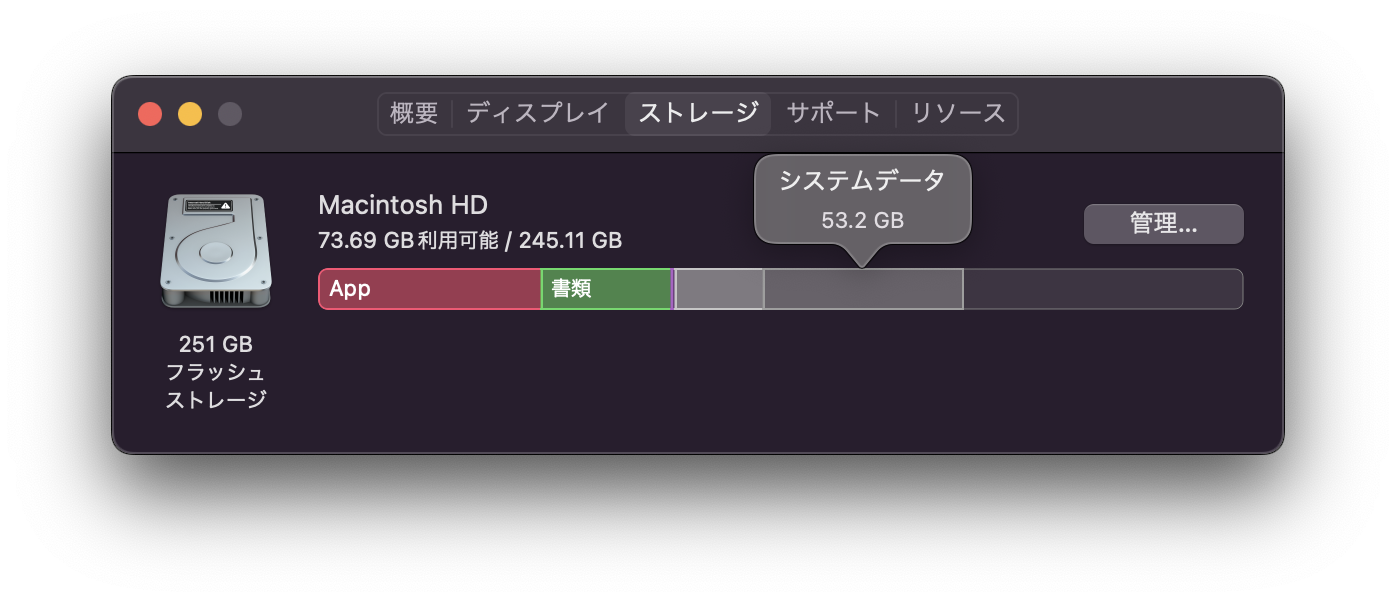 概要
ディスプレイ
ストレージ
サポート
リソース
システムデータ
53.2 GB
Macintosh HD
73.69 GB利用可能 / 245.11 GB
管理...
App
書類
251 GB
フラッシュ
ストレージ